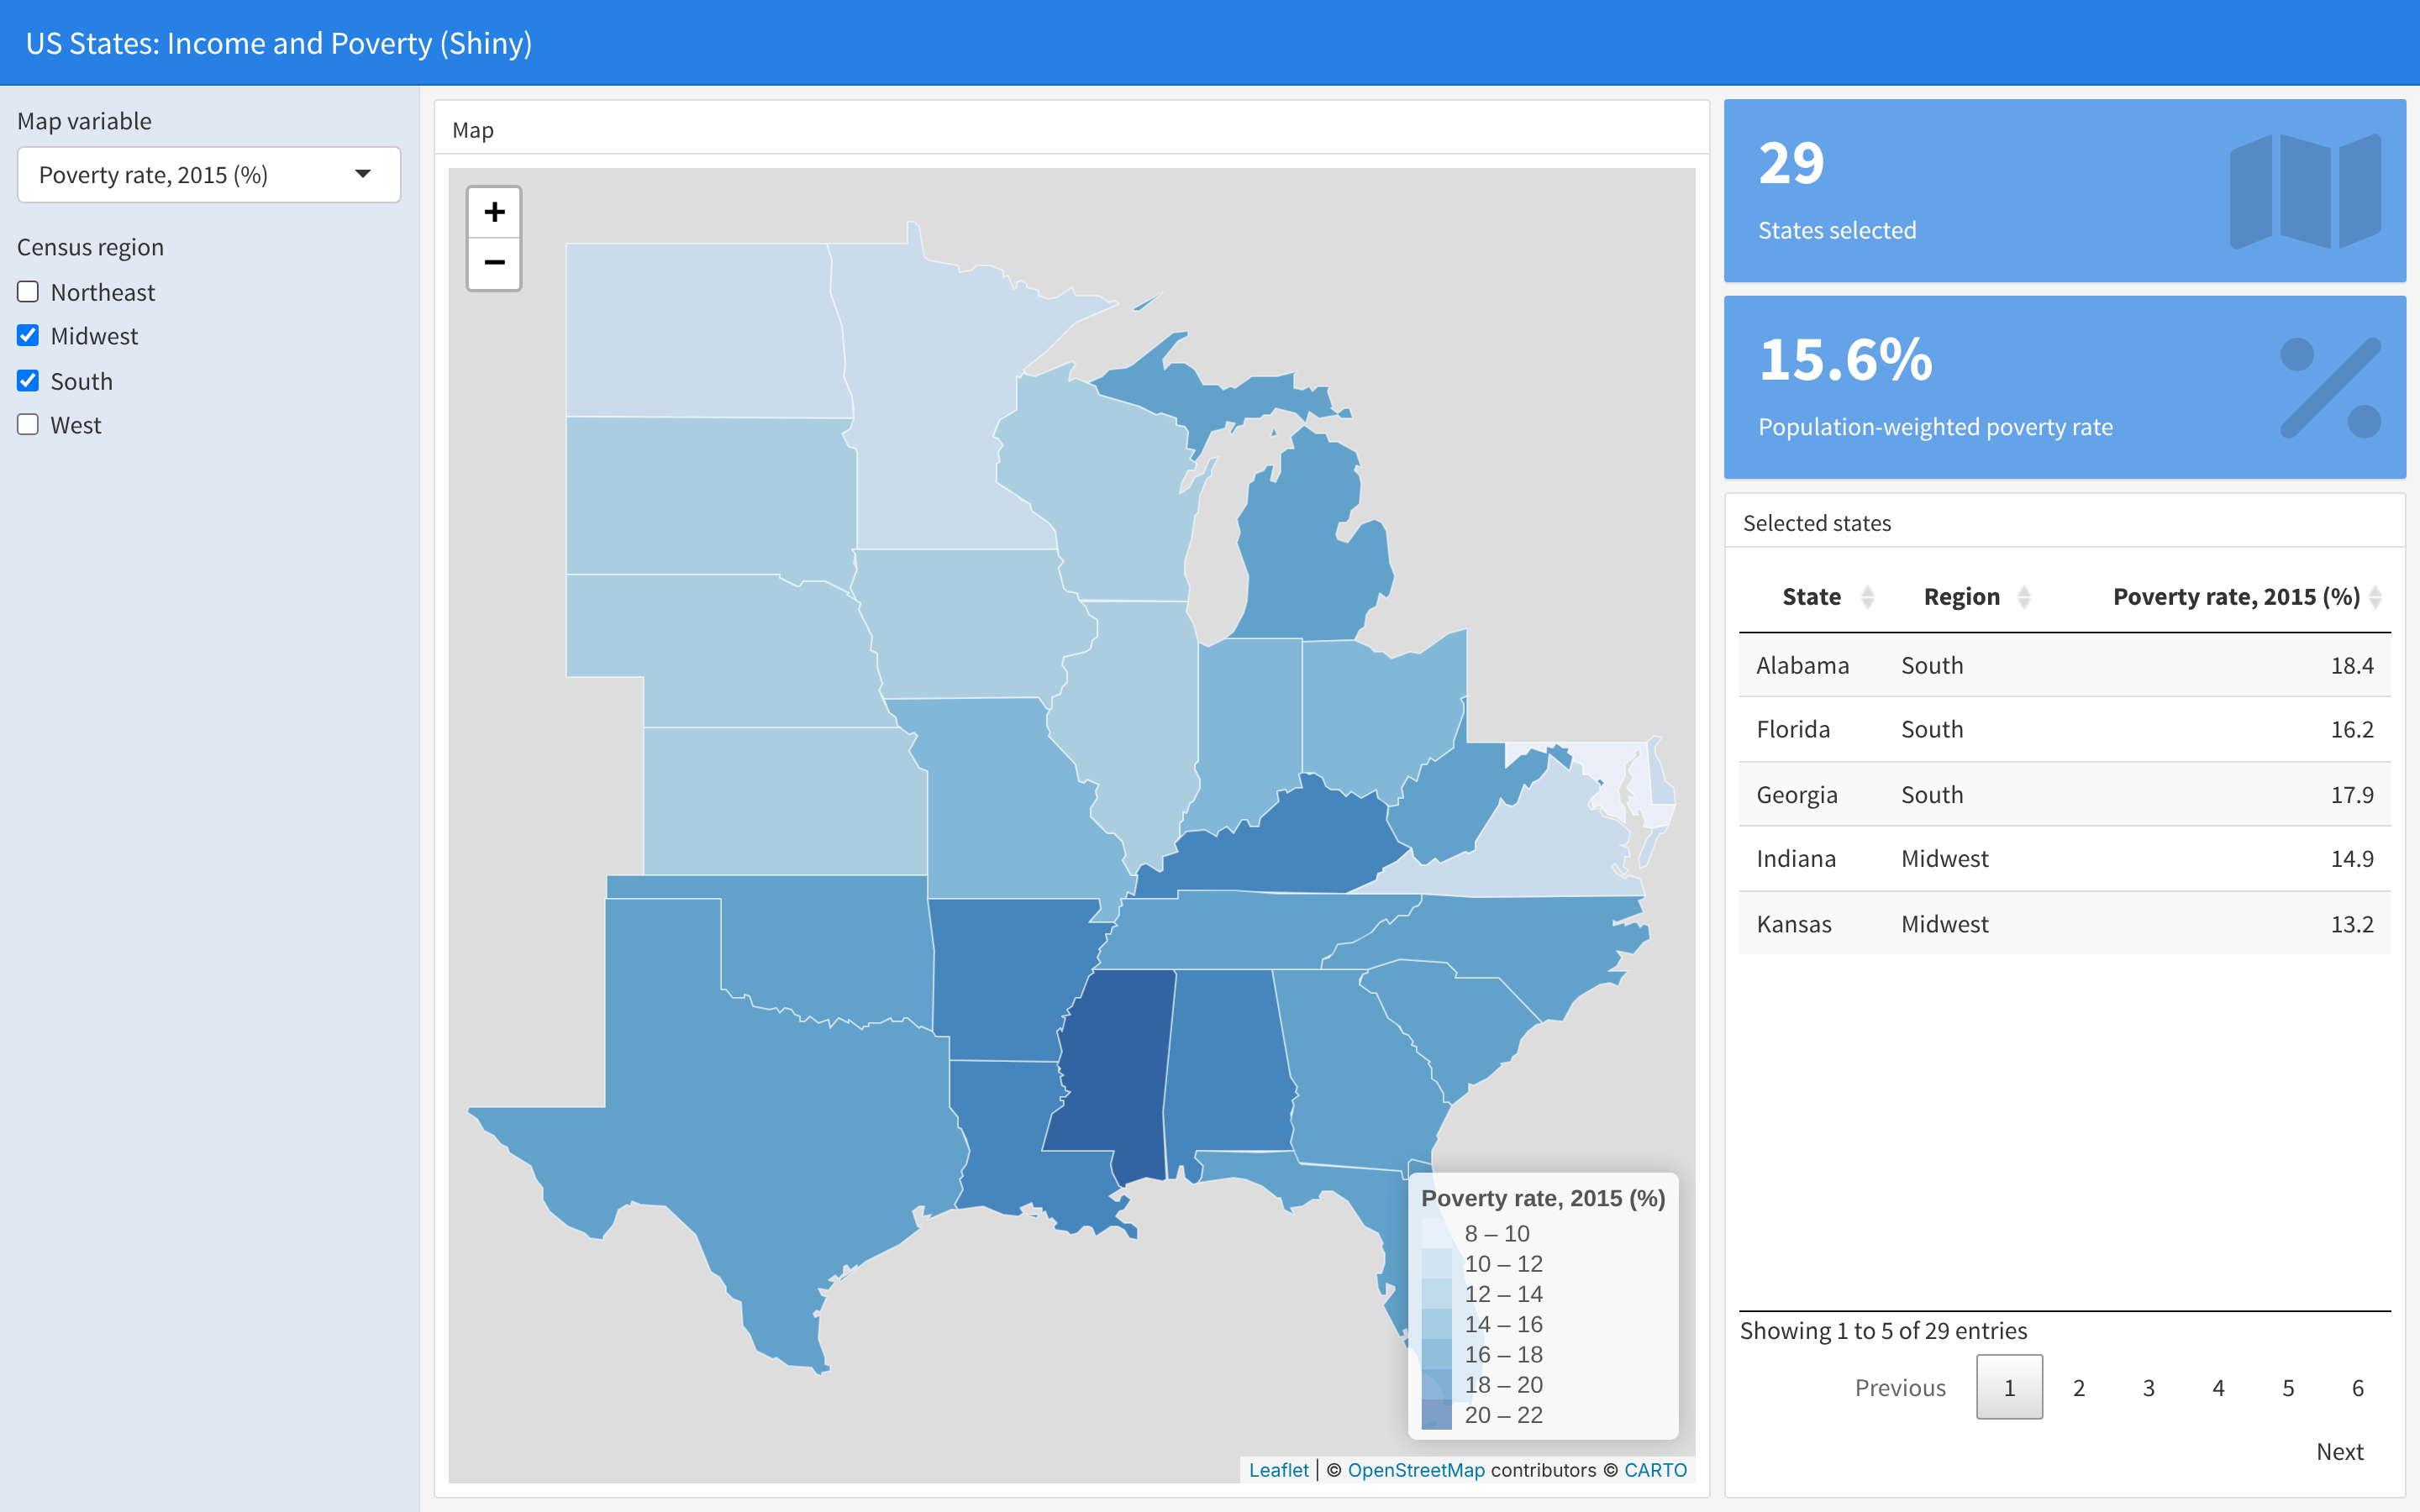 US States: Income and Poverty (Shiny)
Map variable
Poverty rate, 2015 (%)
Census region
Northeast
Midwest
South
West
Map
+
−
Poverty rate, 2015 (%)
8 – 10
10 – 12
12 – 14
14 – 16
16 – 18
18 – 20
20 – 22
Leaflet | © OpenStreetMap contributors © CARTO
29
States selected
15.6%
Population-weighted poverty rate
Selected states
State Region Poverty rate, 2015 (%)
Alabama South 18.4
Florida South 16.2
Georgia South 17.9
Indiana Midwest 14.9
Kansas Midwest 13.2
Showing 1 to 5 of 29 entries
Previous 1 2 3 4 5 6
Next